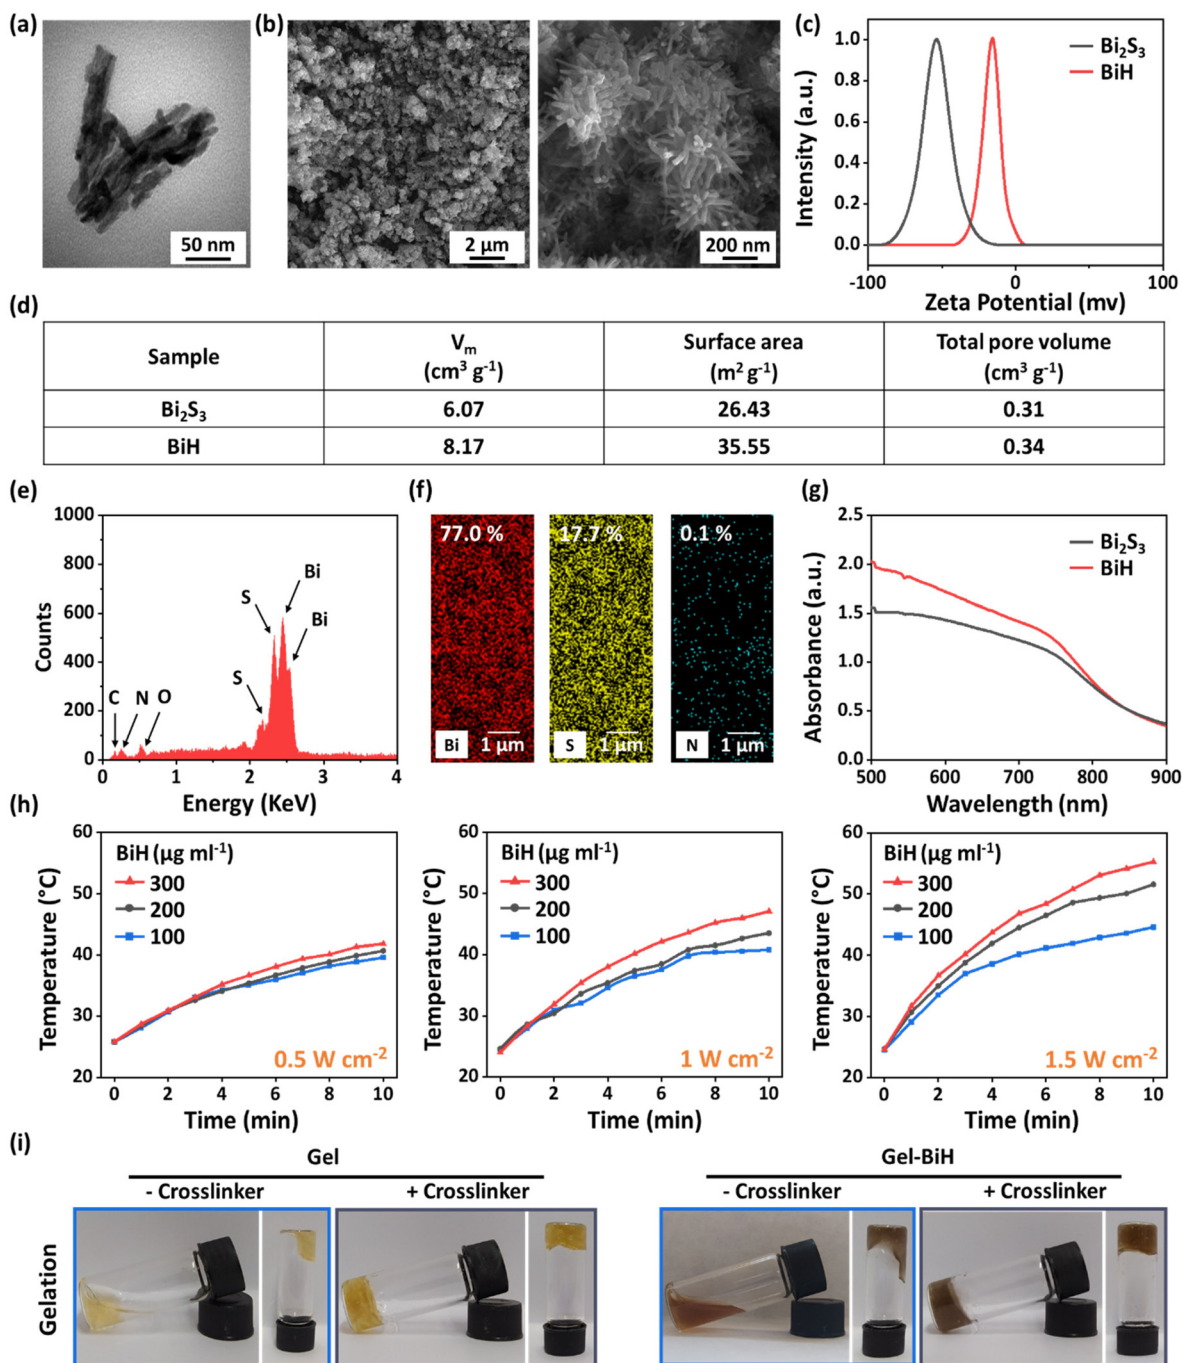 (a)
(b)
(c)
50 nm
2 µm
200 nm
Intensity (a.u.)
1.0
0.8
0.6
0.4
0.2
0.0
Bi₂S₃
BiH
-100 0 100
Zeta Potential (mv)
(d)
Sample Vₘ (cm³ g⁻¹) Surface area (m² g⁻¹) Total pore volume (cm³ g⁻¹)
Bi₂S₃ 6.07 26.43 0.31
BiH 8.17 35.55 0.34
(e)
Counts
1000
800
600
400
200
0
C N O
S
S
Bi
Bi
0 1 2 3 4
Energy (KeV)
(f)
77.0 %
17.7 %
0.1 %
Bi 1 µm
S 1 µm
N 1 µm
(g)
Absorbance (a.u.)
2.5
2.0
1.5
1.0
0.5
0.0
Bi₂S₃
BiH
500 600 700 800 900
Wavelength (nm)
(h)
Temperature (°C)
60
50
40
30
20
BiH (µg ml⁻¹)
300
200
100
0.5 W cm⁻²
0 2 4 6 8 10
Time (min)
Temperature (°C)
60
50
40
30
20
BiH (µg ml⁻¹)
300
200
100
1 W cm⁻²
0 2 4 6 8 10
Time (min)
Temperature (°C)
60
50
40
30
20
BiH (µg ml⁻¹)
300
200
100
1.5 W cm⁻²
0 2 4 6 8 10
Time (min)
(i)
Gel
- Crosslinker + Crosslinker
Gel-BiH
- Crosslinker + Crosslinker
Gelation